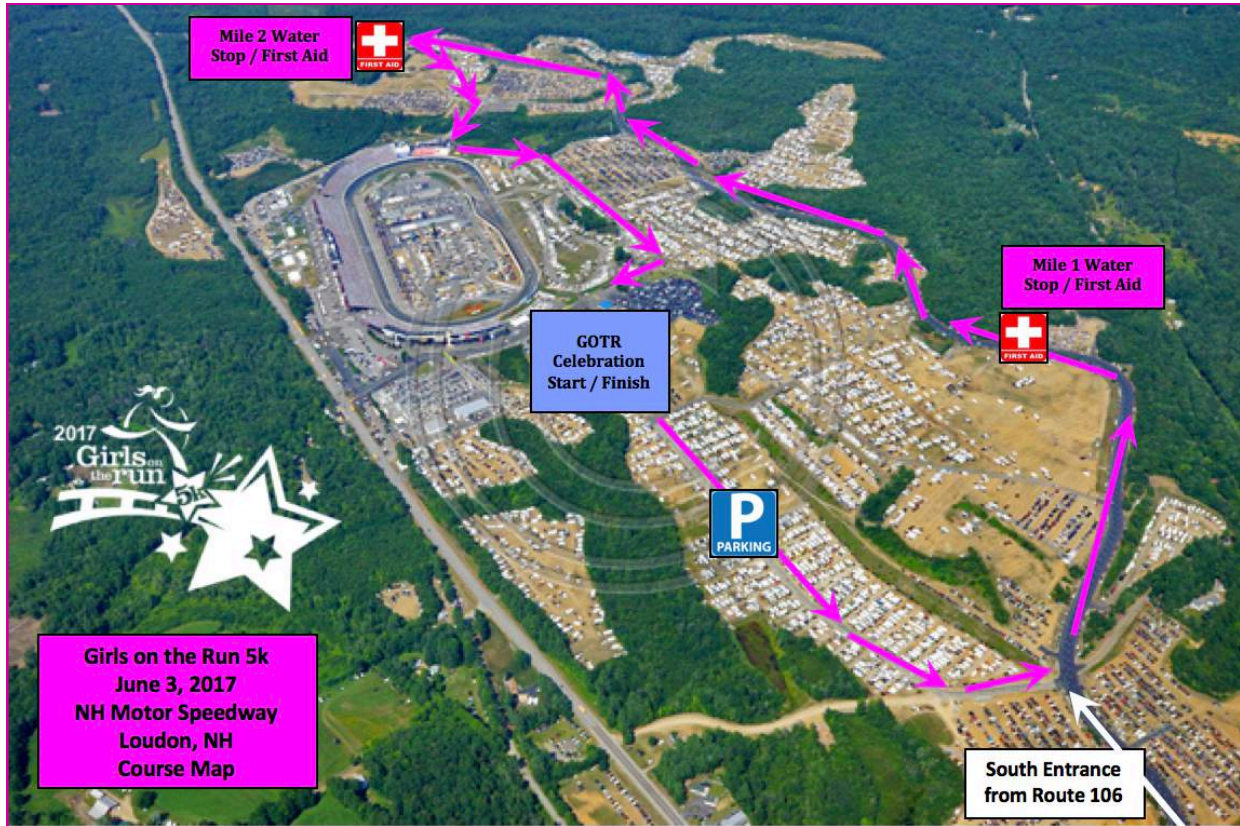 Mile 2 Water
Stop / First Aid
FIRST AID
Mile 1 Water
Stop / First Aid
FIRST AID
GOTR
Celebration
Start / Finish
2017
Girls on
the run
5k
P
PARKING
Girls on the Run 5k
June 3, 2017
NH Motor Speedway
Loudon, NH
Course Map
South Entrance
from Route 106